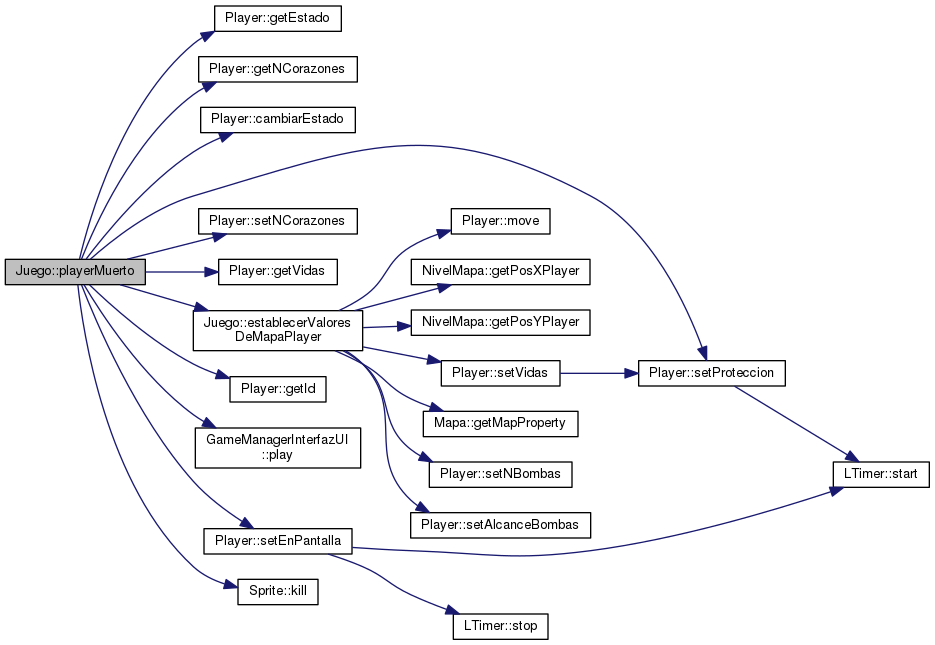 Player::getEstado
Player::getNCorazones
Player::cambiarEstado
Player::setNCorazones
Player::move
Juego::playerMuerto
Player::getVidas
NivelMapa::getPosXPlayer
Juego::establecerValores
DeMapaPlayer
NivelMapa::getPosYPlayer
Player::setVidas
Player::setProteccion
Player::getId
Mapa::getMapProperty
GameManagerInterfazUI
::play
Player::setNBombas
LTimer::start
Player::setAlcanceBombas
Player::setEnPantalla
Sprite::kill
LTimer::stop